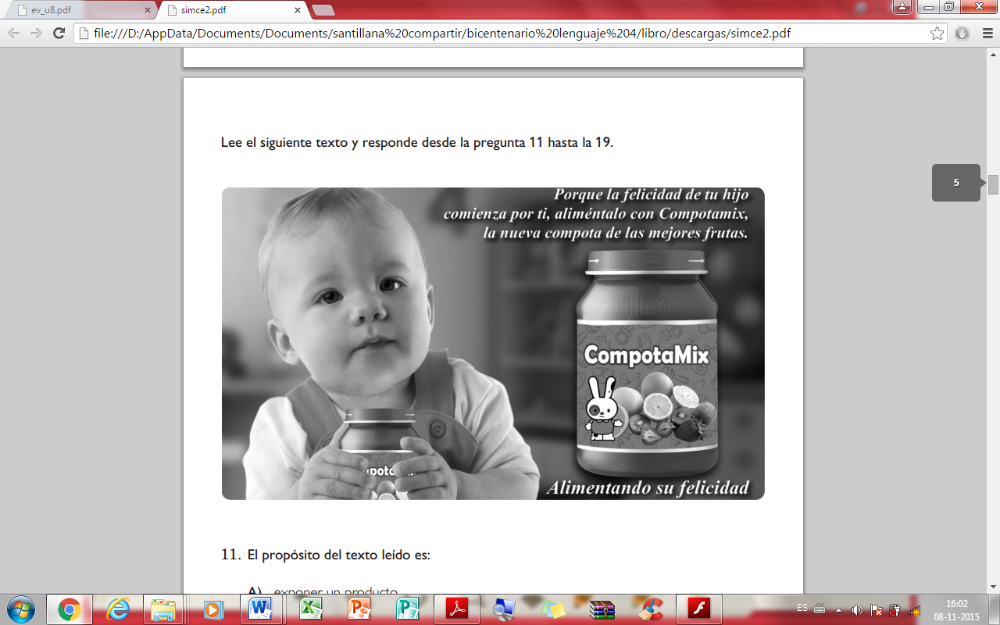 ev_u8.pdf
simce2.pdf
file:///D:/AppData/Documents/Documents/santillana%20compartir/bicentenario%20lenguaje%204/libro/descargas/simce2.pdf
Lee el siguiente texto y responde desde la pregunta 11 hasta la 19.
5
Porque la felicidad de tu hijo
comienza por ti, aliméntalo con Compotamix,
la nueva compota de las mejores frutas.
CompotaMix
Alimentando su felicidad
11. El propósito del texto leído es:
A) exponer un producto
ES
16:02
08-11-2015